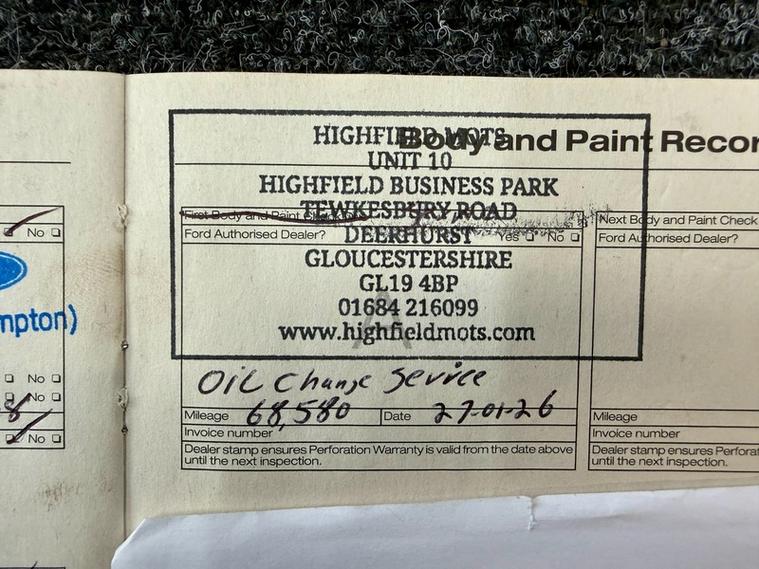 HIGHFIELD MOTS
Body and Paint Recor
UNIT 10
HIGHFIELD BUSINESS PARK
TEWKESBURY ROAD
First Body and Paint
Next Body and Paint Check
No
DEERHURST
Ford Authorised Dealer?
Yes
No
Ford Authorised Dealer?
GLOUCESTERSHIRE
GL19 4BP
01684 216099
www.highfieldmots.com
mpton)
OIL Change Service
No
No
Mileage 68,580
Date 27-01-26
Mileage
Invoice number
Invoice number
No
Dealer stamp ensures Perforation Warranty is valid from the date above
until the next inspection.
Dealer stamp ensures Perforat
until the next inspection.